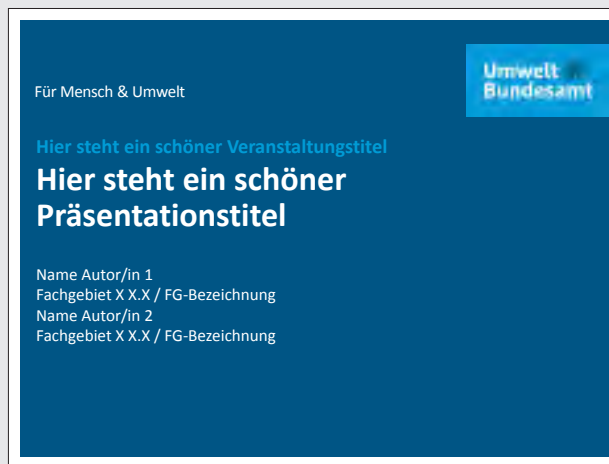 Für Mensch & Umwelt
Umwelt
Bundesamt
Hier steht ein schöner Veranstaltungstitel
Hier steht ein schöner
Präsentationstitel
Name Autor/in 1
Fachgebiet X X.X / FG-Bezeichnung
Name Autor/in 2
Fachgebiet X X.X / FG-Bezeichnung